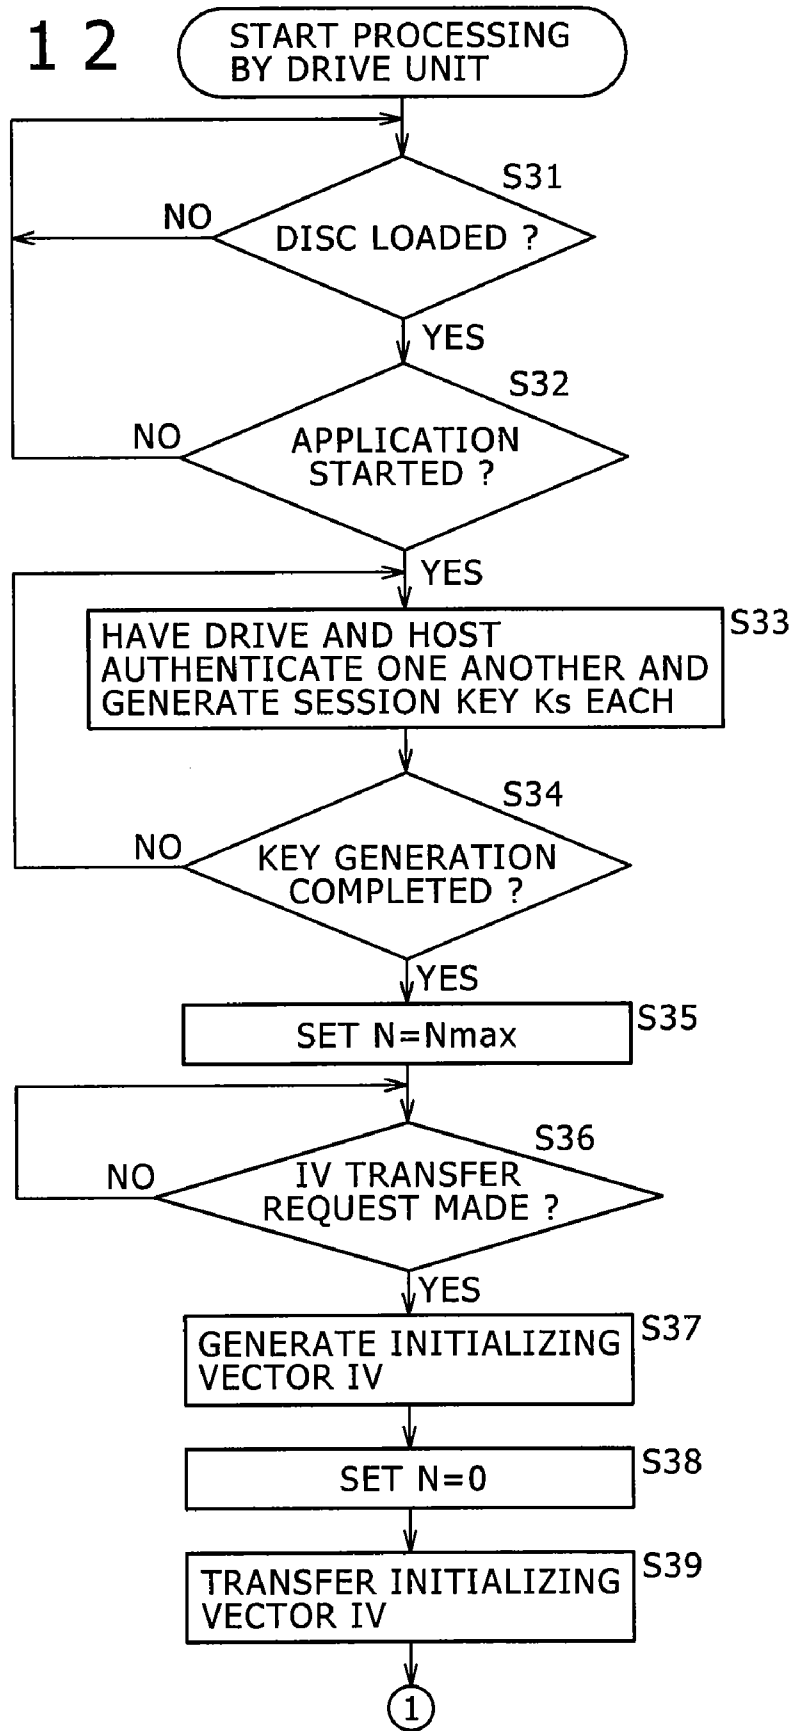 12
START PROCESSING
BY DRIVE UNIT
S31
NO
DISC LOADED ?
YES
S32
NO
APPLICATION
STARTED ?
YES
S33
HAVE DRIVE AND HOST
AUTHENTICATE ONE ANOTHER AND
GENERATE SESSION KEY Ks EACH
S34
NO
KEY GENERATION
COMPLETED ?
YES
S35
SET N=Nmax
S36
NO
IV TRANSFER
REQUEST MADE ?
YES
S37
GENERATE INITIALIZING
VECTOR IV
S38
SET N=0
S39
TRANSFER INITIALIZING
VECTOR IV
1